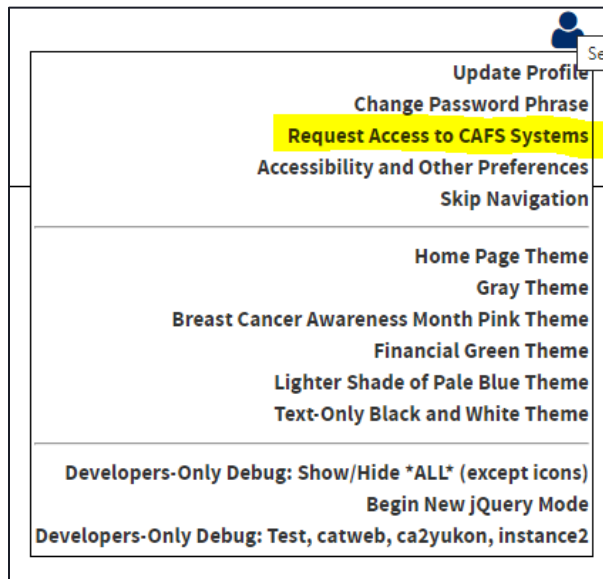 Se
Update Profile
Change Password Phrase
Request Access to CAFS Systems
Accessibility and Other Preferences
Skip Navigation
Home Page Theme
Gray Theme
Breast Cancer Awareness Month Pink Theme
Financial Green Theme
Lighter Shade of Pale Blue Theme
Text-Only Black and White Theme
Developers-Only Debug: Show/Hide *ALL* (except icons)
Begin New jQuery Mode
Developers-Only Debug: Test, catweb, ca2yukon, instance2